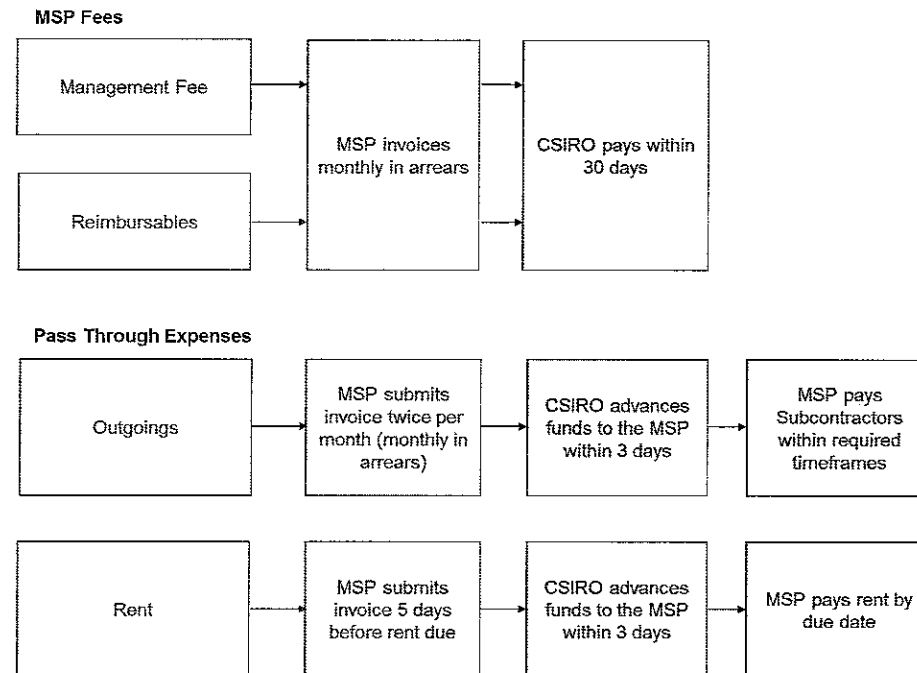 MSP Fees
Management Fee
MSP invoices
monthly in arrears
CSIRO pays within
30 days
Reimbursables
Pass Through Expenses
Outgoings
MSP submits
invoice twice per
month (monthly in
arrears)
CSIRO advances
funds to the MSP
within 3 days
MSP pays
Subcontractors
within required
timeframes
Rent
MSP submits
invoice 5 days
before rent due
CSIRO advances
funds to the MSP
within 3 days
MSP pays rent by
due date